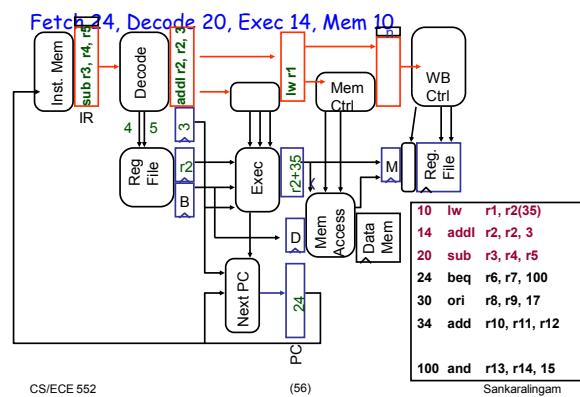 Fetch 24, Decode 20, Exec 14, Mem 10
Inst. Mem
sub r3, r4, r5
IR
Decode
addl r2, r2, 3
lw r1
Mem
Ctrl
WB
Ctrl
4 5
3
Reg
File
r2
B
Exec
r2+35
M
Reg.
File
D
Mem
Access
Data
Mem
Next PC
24
PC
10 lw r1, r2(35)
14 addl r2, r2, 3
20 sub r3, r4, r5
24 beq r6, r7, 100
30 ori r8, r9, 17
34 add r10, r11, r12
100 and r13, r14, 15
CS/ECE 552
(56)
Sankaralingam